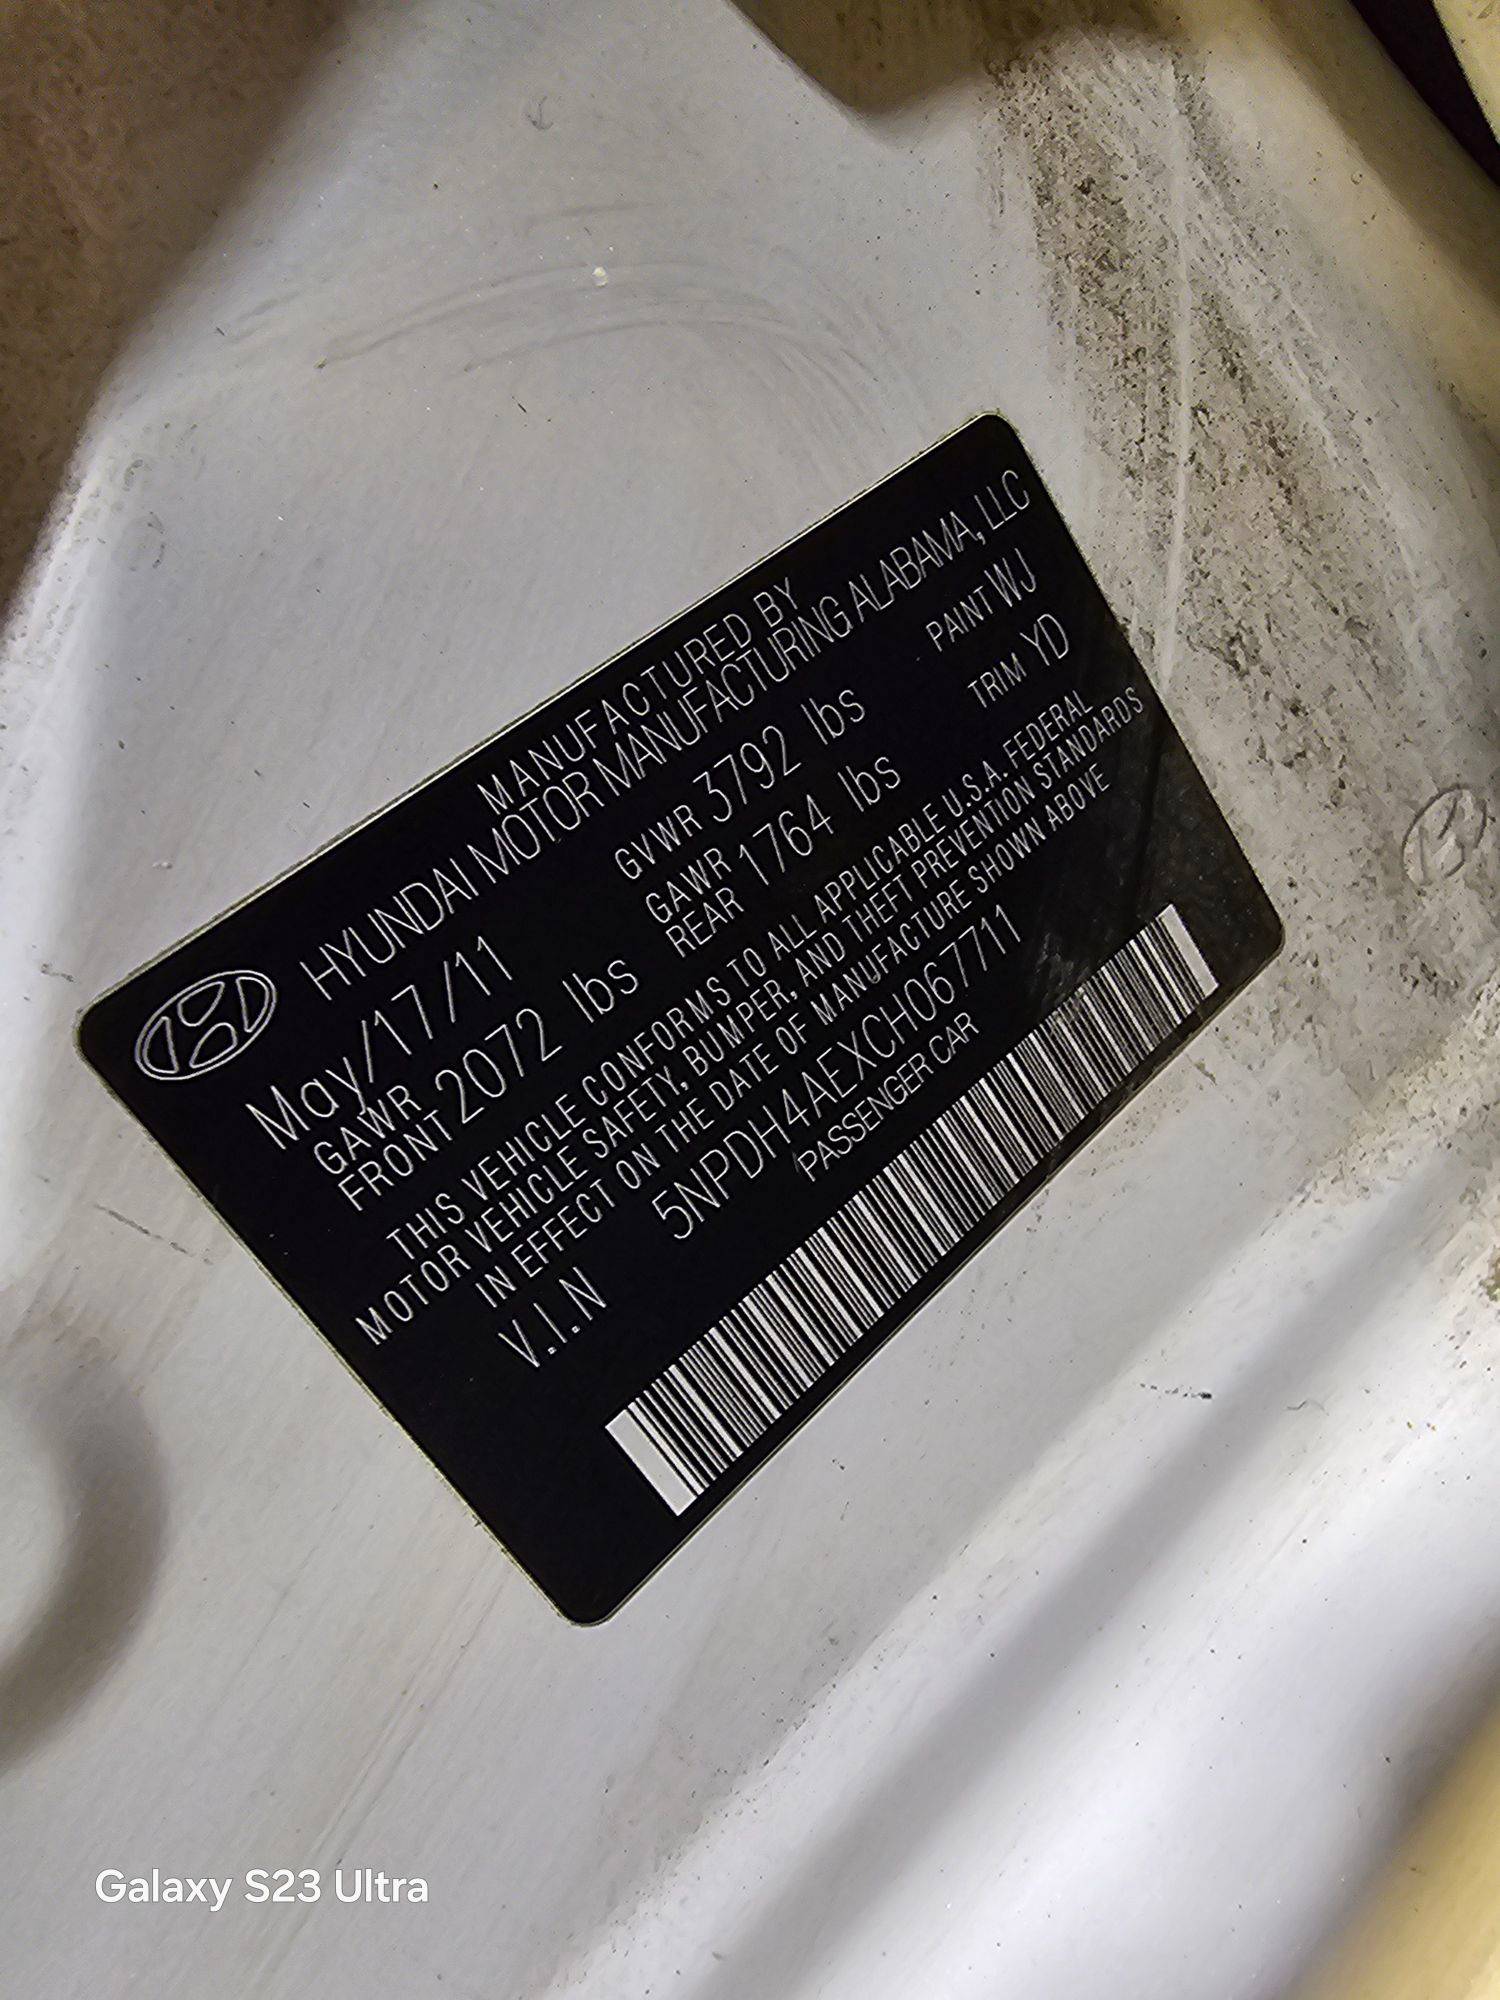 MANUFACTURED BY
HYUNDAI MOTOR MANUFACTURING ALABAMA, LLC
May/17/11 GVWR 3792 lbs PAINT WJ
GAWR FRONT 2072 lbs GAWR REAR 1764 lbs TRIM YD
THIS VEHICLE CONFORMS TO ALL APPLICABLE U.S.A. FEDERAL
MOTOR VEHICLE SAFETY, BUMPER, AND THEFT PREVENTION STANDARDS
IN EFFECT ON THE DATE OF MANUFACTURE SHOWN ABOVE
V.I.N 5NPDH4AEXCH067711
PASSENGER CAR
Galaxy S23 Ultra